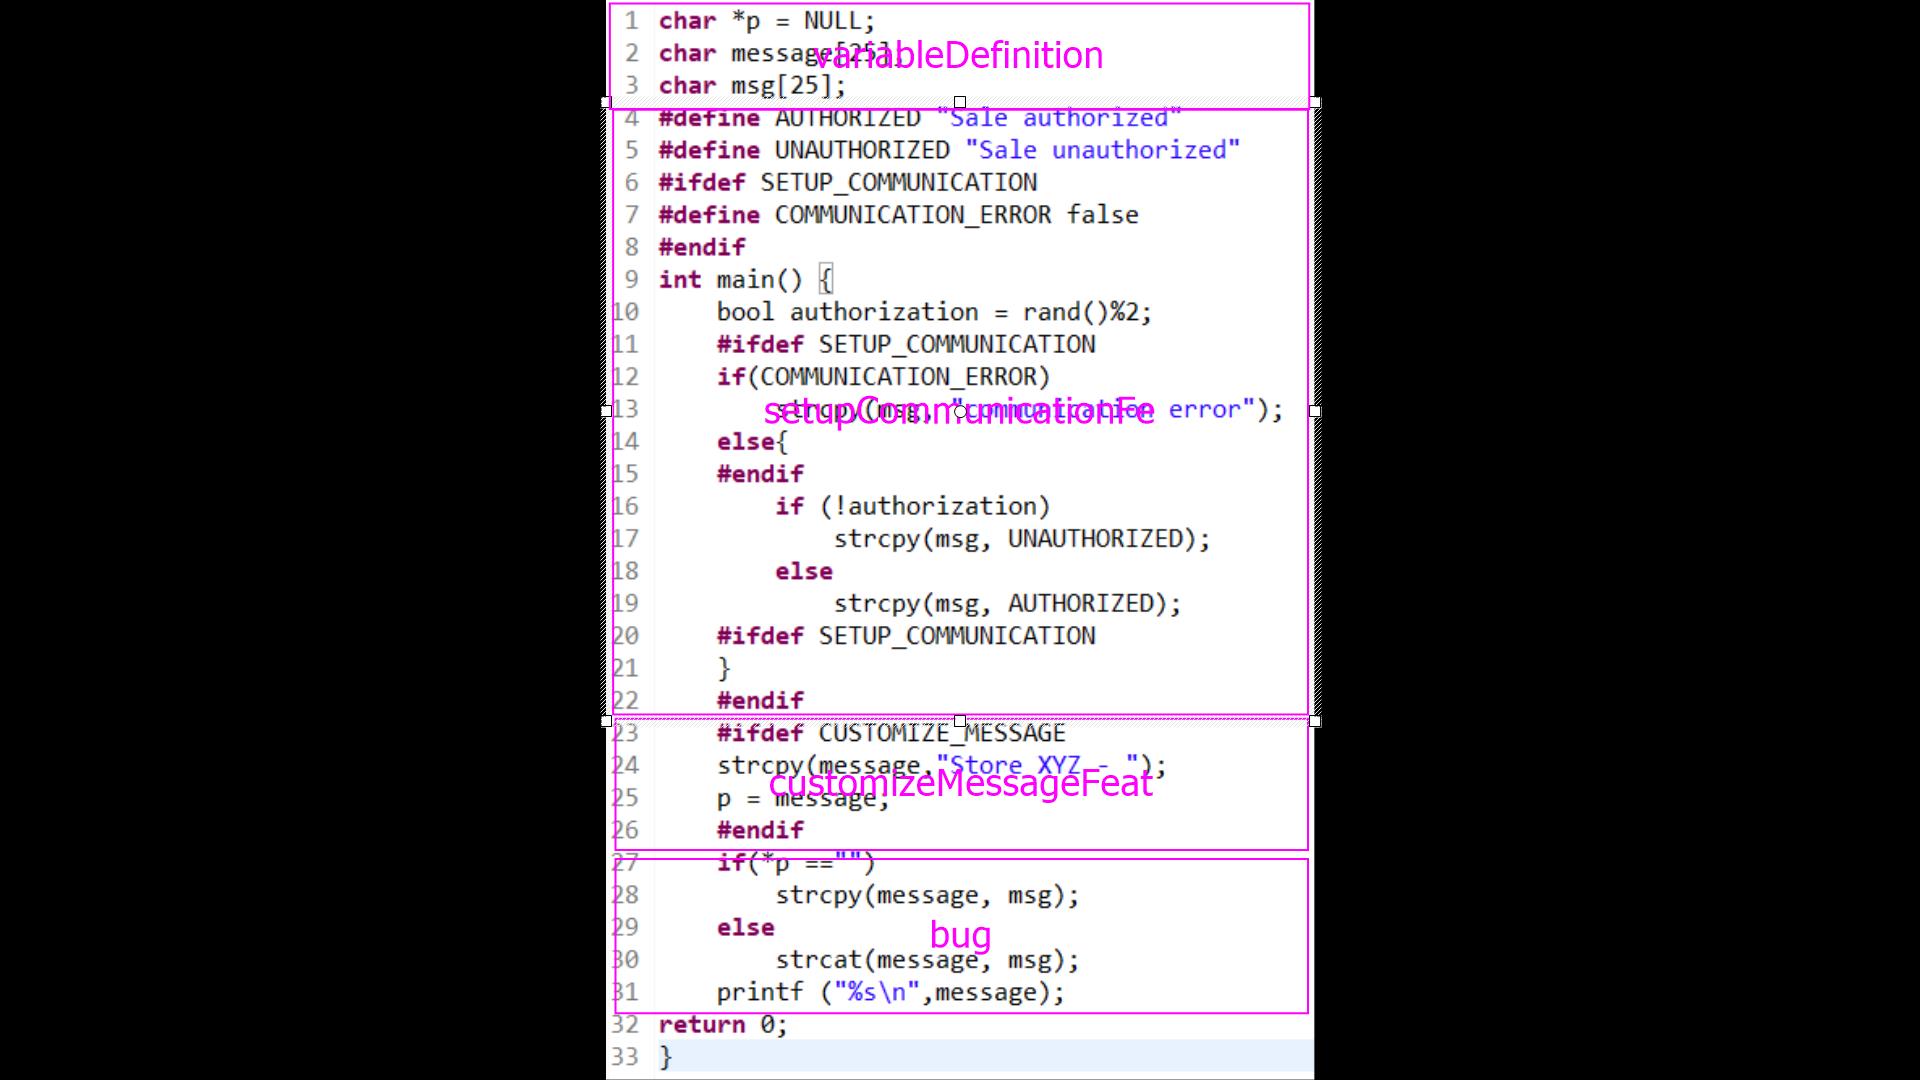 1 char *p = NULL;
2 char message[25];
variableDefinition
3 char msg[25];
4 #define AUTHORIZED "Sale authorized"
5 #define UNAUTHORIZED "Sale unauthorized"
6 #ifdef SETUP_COMMUNICATION
7 #define COMMUNICATION_ERROR false
8 #endif
9 int main() {
10 bool authorization = rand()%2;
11 #ifdef SETUP_COMMUNICATION
12 if(COMMUNICATION_ERROR)
13 strcpy(msg, "communication error");
setupCommunicationFe
14 else{
15 #endif
16 if (!authorization)
17 strcpy(msg, UNAUTHORIZED);
18 else
19 strcpy(msg, AUTHORIZED);
20 #ifdef SETUP_COMMUNICATION
21 }
22 #endif
23 #ifdef CUSTOMIZE_MESSAGE
24 strcpy(message,"Store XYZ - ");
customizeMessageFeat
25 p = message;
26 #endif
27 if(*p =="")
28 strcpy(message, msg);
29 else
bug
30 strcat(message, msg);
31 printf ("%s\n",message);
32 return 0;
33 }